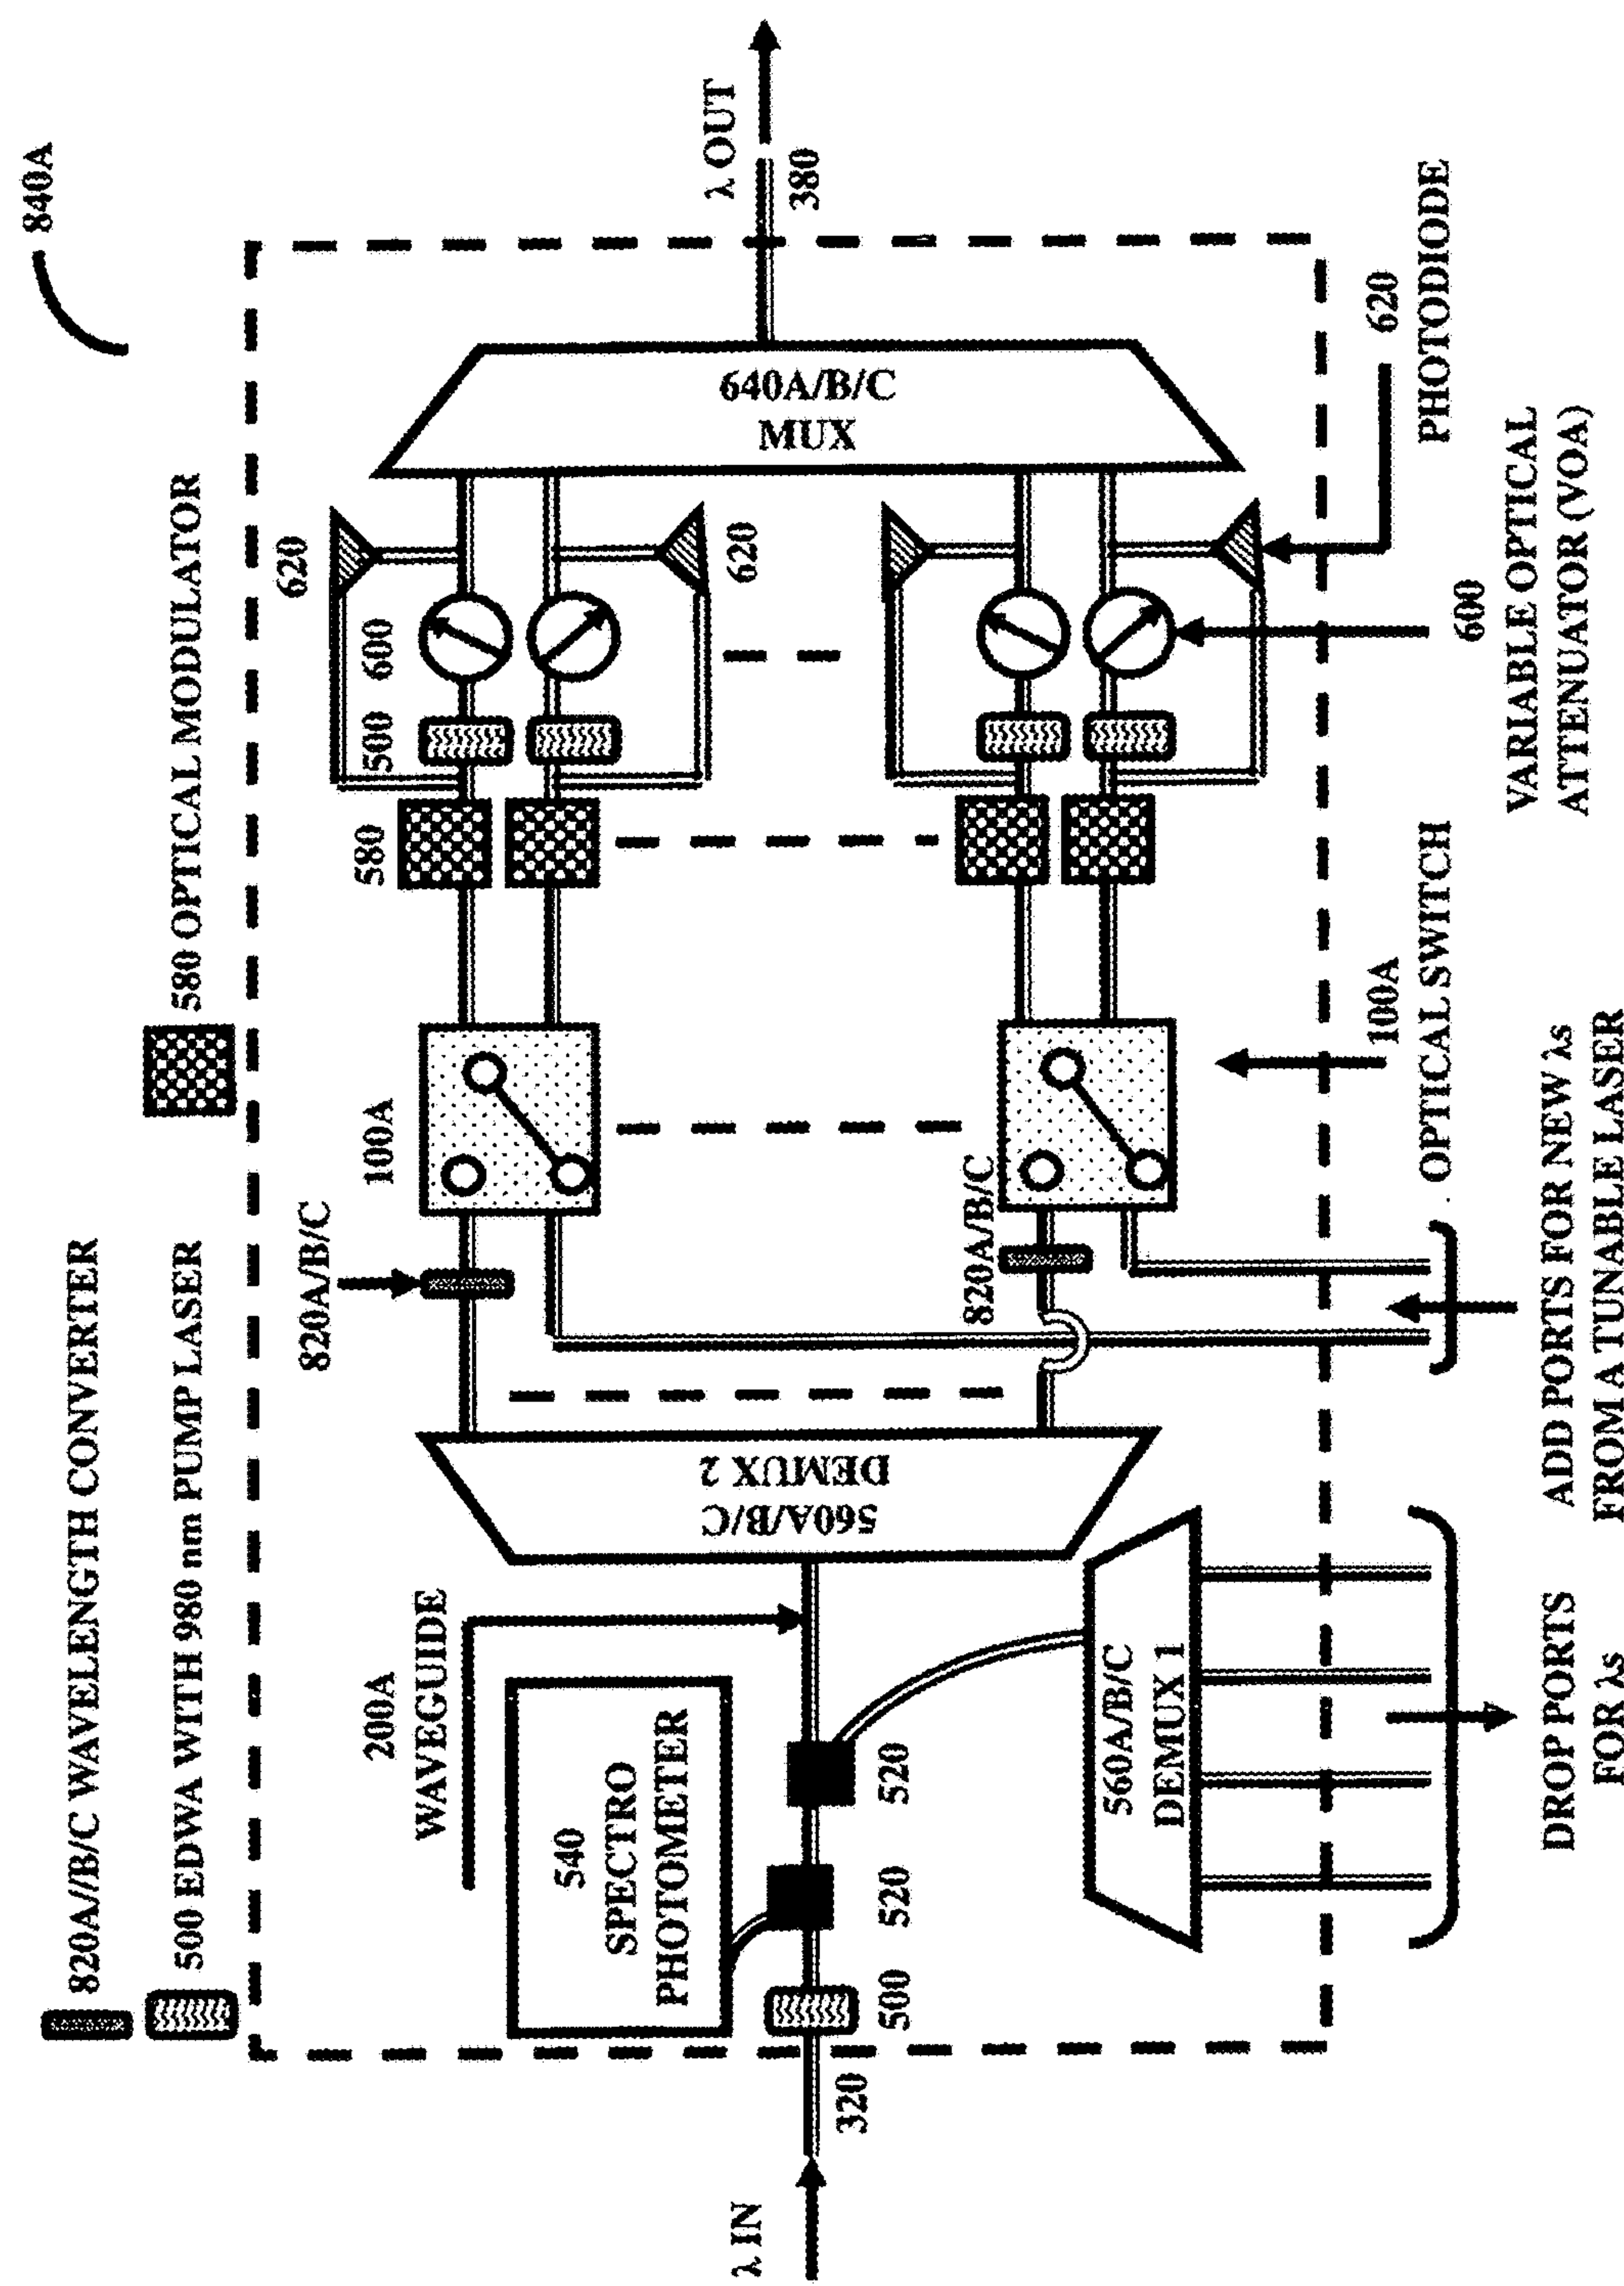 840A
820A//B/C WAVELENGTH CONVERTER
500 EDWA WITH 980 nm PUMP LASER
580 OPTICAL MODULATOR
λ IN
320
500
520
520
540
SPECTRO
PHOTOMETER
200A
WAVEGUIDE
560A/B/C
DEMUX 2
560A/B/C
DEMUX 1
DROP PORTS
FOR λs
820A/B/C
820A/B/C
100A
100A
OPTICAL SWITCH
ADD PORTS FOR NEW λs
FROM A TUNABLE LASER
580
500
600
620
620
600
VARIABLE OPTICAL
ATTENUATOR (VOA)
620
PHOTODIODE
640A/B/C
MUX
λ OUT
380